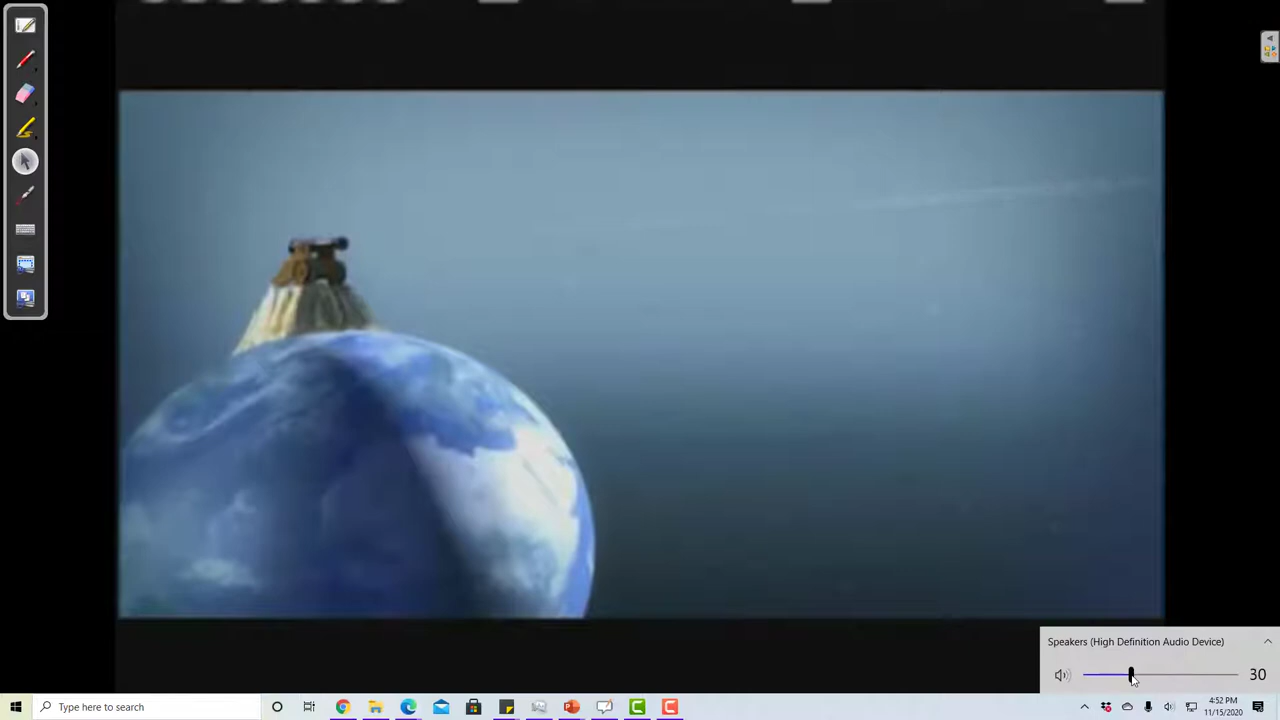 Speakers (High Definition Audio Device)
30
Type here to search
4:52 PM
11/15/2020